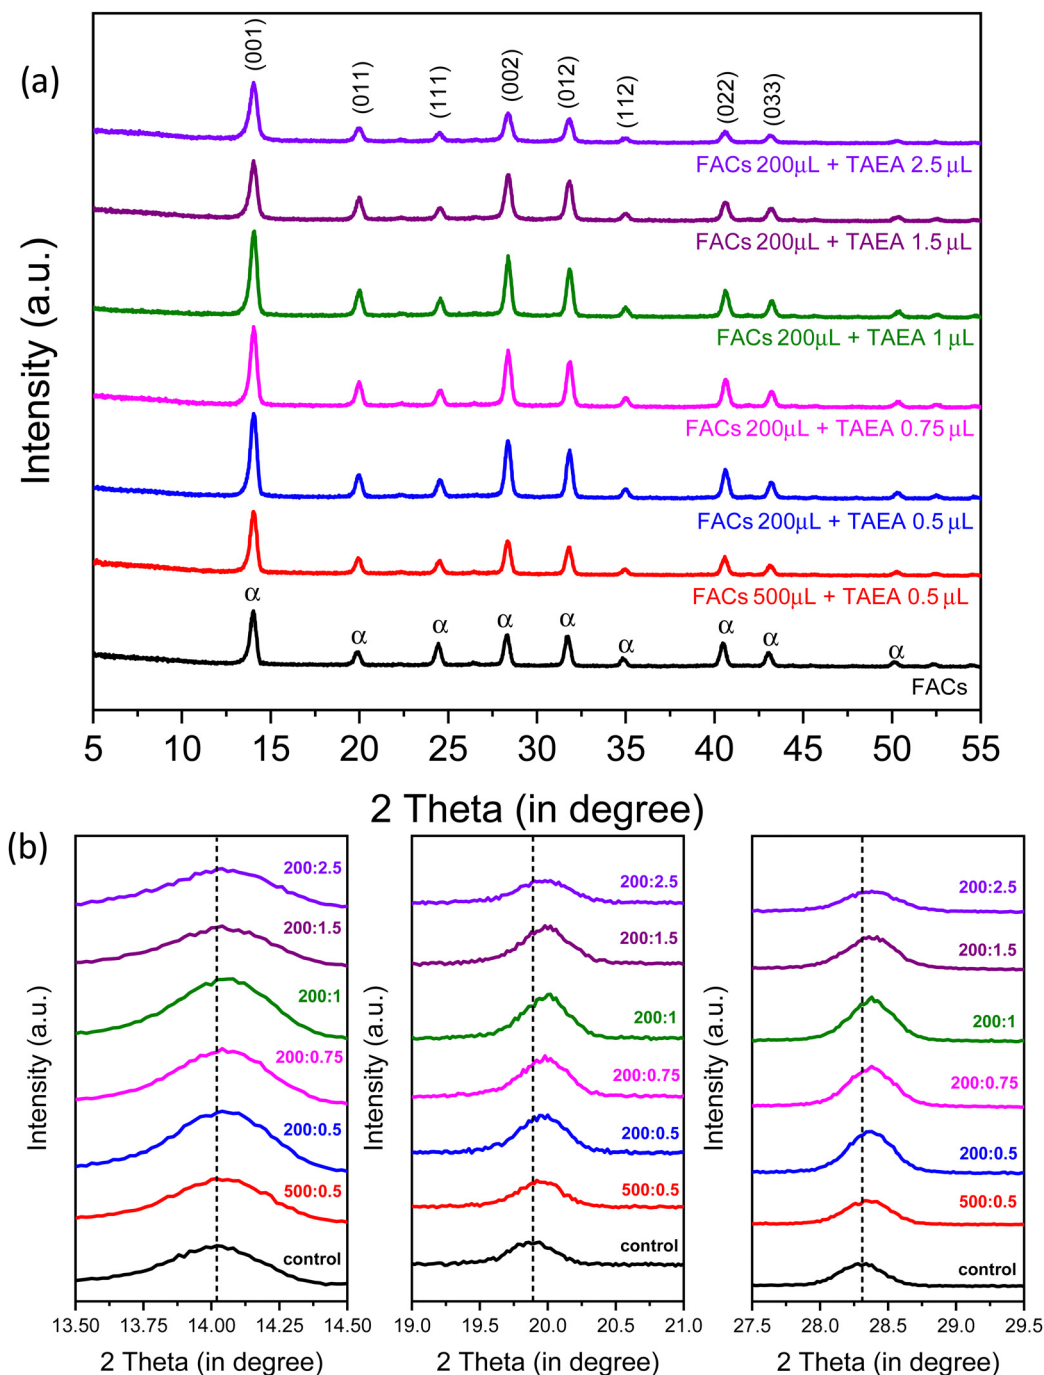 (a)
(001)
(011)
(111)
(002)
(012)
(112)
(022)
(033)
FACs 200μL + TAEA 2.5 μL
FACs 200μL + TAEA 1.5 μL
FACs 200μL + TAEA 1 μL
FACs 200μL + TAEA 0.75 μL
FACs 200μL + TAEA 0.5 μL
FACs 500μL + TAEA 0.5 μL
α α α α α α α α α
FACs
Intensity (a.u.)
5 10 15 20 25 30 35 40 45 50 55
2 Theta (in degree)
(b)
200:2.5
200:1.5
200:1
200:0.75
200:0.5
500:0.5
control
Intensity (a.u.)
13.50 13.75 14.00 14.25 14.50
2 Theta (in degree)
200:2.5
200:1.5
200:1
200:0.75
200:0.5
500:0.5
control
Intensity (a.u.)
19.0 19.5 20.0 20.5 21.0
2 Theta (in degree)
200:2.5
200:1.5
200:1
200:0.75
200:0.5
500:0.5
control
Intensity (a.u.)
27.5 28.0 28.5 29.0 29.5
2 Theta (in degree)